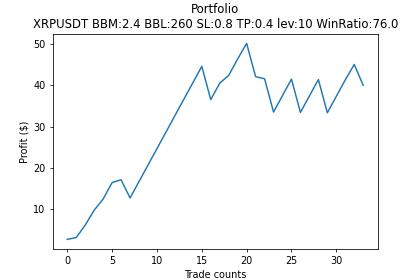 Portfolio
XRPUSDT BBM:2.4 BBL:260 SL:0.8 TP:0.4 lev:10 WinRatio:76.0
50
40
30
20
10
Profit ($)
0 5 10 15 20 25 30
Trade counts